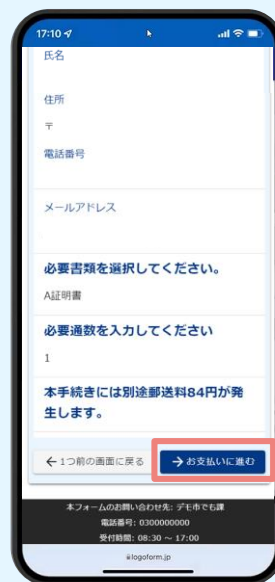 17:10
氏名
住所
〒
電話番号
メールアドレス
必要書類を選択してください。
A証明書
必要通数を入力してください
1
本手続きには別途郵送料84円が発
生します。
←1つ前の画面に戻る
→お支払いに進む
本フォームのお問い合わせ先: デモ市でも課
電話番号: 0300000000
受付時間: 08:30 ～ 17:00
logoform.jp